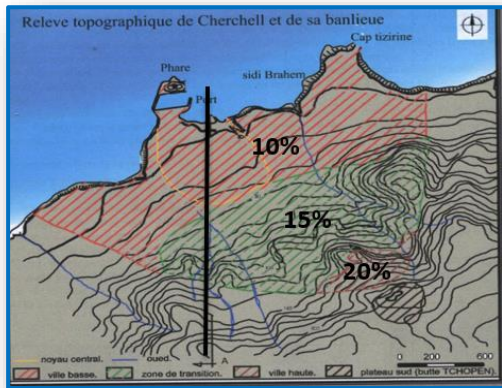 Releve topographique de Cherchell et de sa banlieue
Cap tizirine
Phare
sidi Brahem
Port
10%
15%
20%
A
0 200 600
noyau central.
oued.
ville basse.
zone de transition.
ville haute.
plateau sud (butte TCHOPEN)